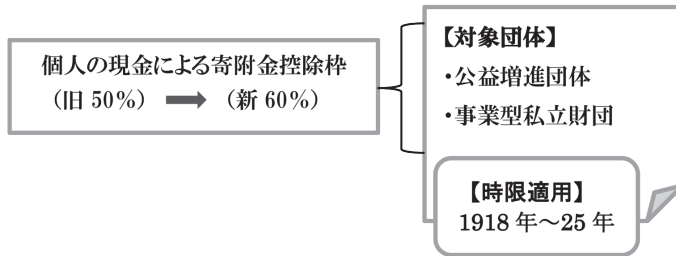 個人の現金による寄附金控除枠
（旧 50%） ➡ （新 60%）
【対象団体】
・公益増進団体
・事業型私立財団
【時限適用】
1918 年～25 年